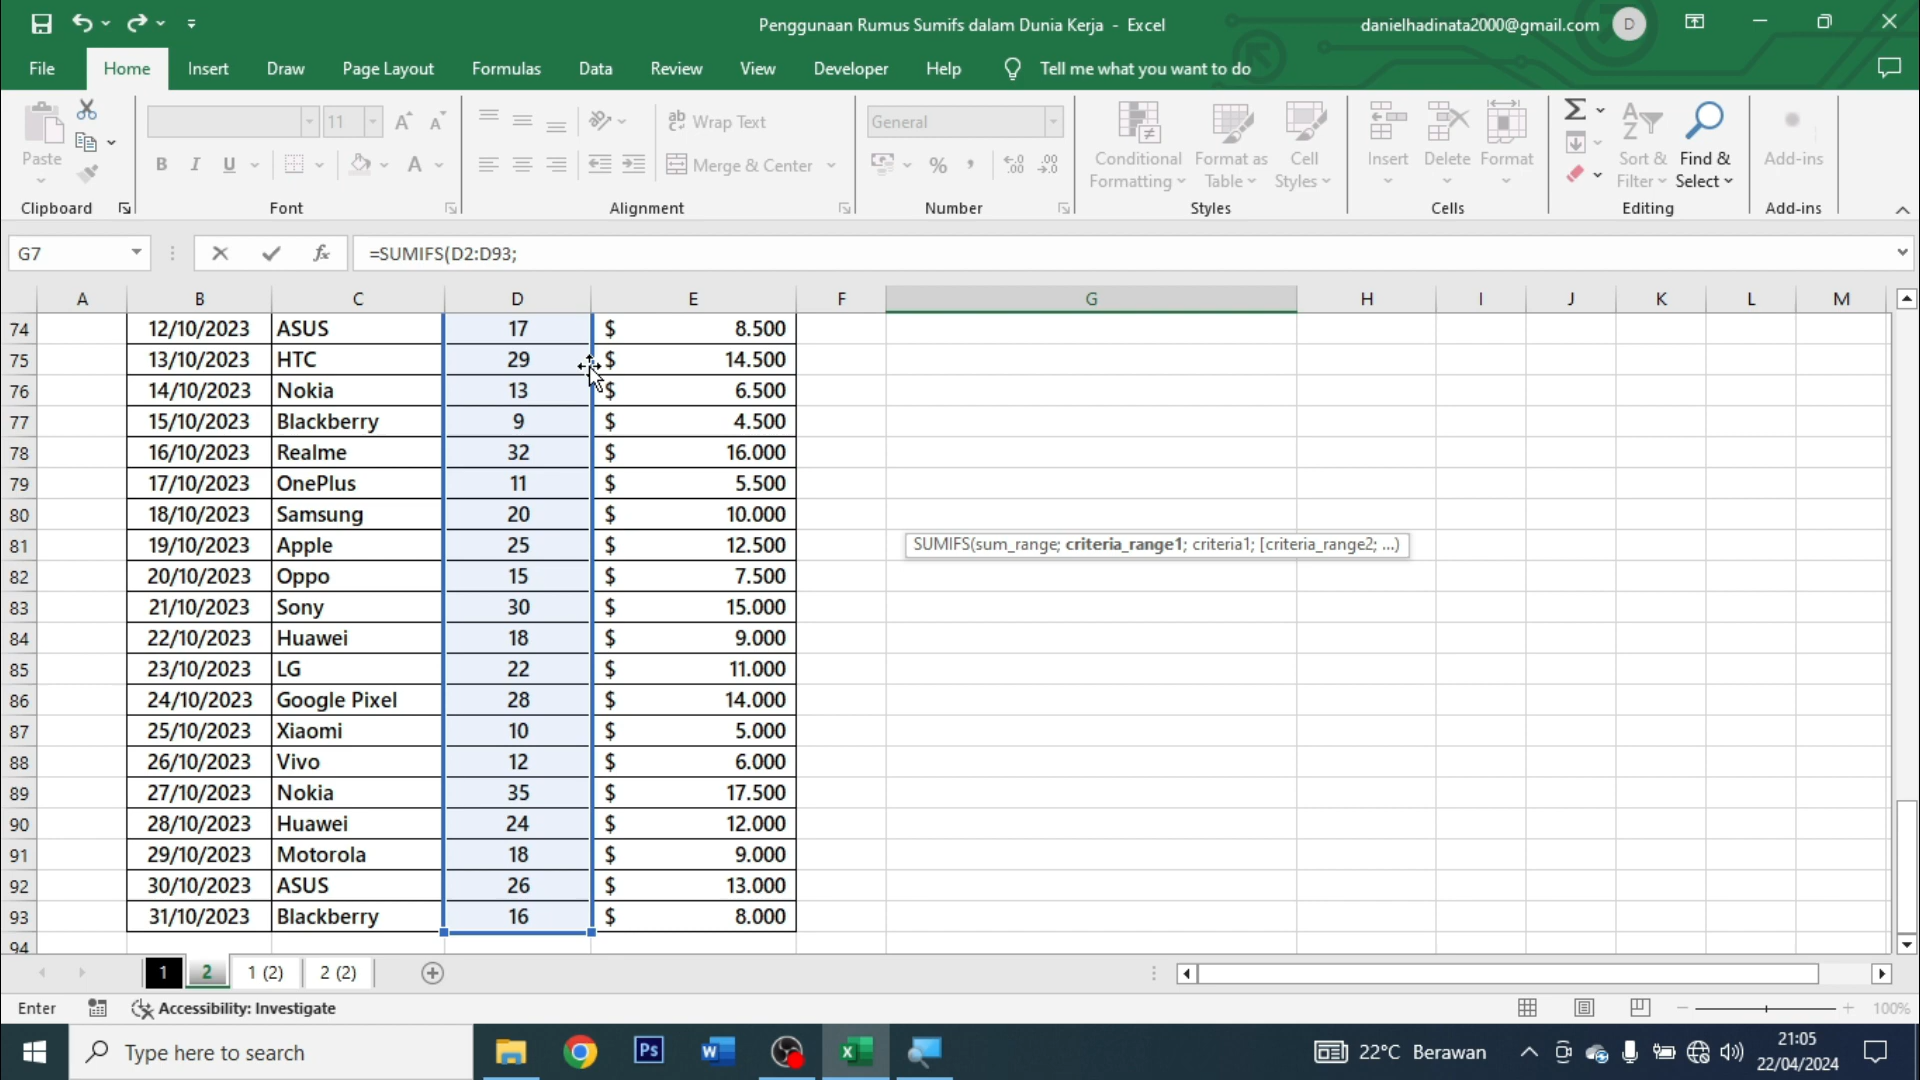 Penggunaan Rumus Sumifs dalam Dunia Kerja - Excel
danielhadinata2000@gmail.com
D
File Home Insert Draw Page Layout Formulas Data Review View Developer Help Tell me what you want to do
Paste
Clipboard
11
B I U
Font
Wrap Text
Merge & Center
Alignment
General
%
Number
Conditional Formatting
Format as Table
Cell Styles
Styles
Insert
Delete
Format
Cells
Sort & Filter
Find & Select
Editing
Add-ins
Add-ins
G7 fx =SUMIFS(D2:D93;
A B C D E F G H I J K L M
74 12/10/2023 ASUS 17 $ 8.500
75 13/10/2023 HTC 29 $ 14.500
76 14/10/2023 Nokia 13 $ 6.500
77 15/10/2023 Blackberry 9 $ 4.500
78 16/10/2023 Realme 32 $ 16.000
79 17/10/2023 OnePlus 11 $ 5.500
80 18/10/2023 Samsung 20 $ 10.000
81 19/10/2023 Apple 25 $ 12.500
SUMIFS(sum_range; criteria_range1; criteria1; [criteria_range2; ...)
82 20/10/2023 Oppo 15 $ 7.500
83 21/10/2023 Sony 30 $ 15.000
84 22/10/2023 Huawei 18 $ 9.000
85 23/10/2023 LG 22 $ 11.000
86 24/10/2023 Google Pixel 28 $ 14.000
87 25/10/2023 Xiaomi 10 $ 5.000
88 26/10/2023 Vivo 12 $ 6.000
89 27/10/2023 Nokia 35 $ 17.500
90 28/10/2023 Huawei 24 $ 12.000
91 29/10/2023 Motorola 18 $ 9.000
92 30/10/2023 ASUS 26 $ 13.000
93 31/10/2023 Blackberry 16 $ 8.000
94
1 2 1 (2) 2 (2)
Enter Accessibility: Investigate 100%
Type here to search
Ps
22°C Berawan
21:05
22/04/2024